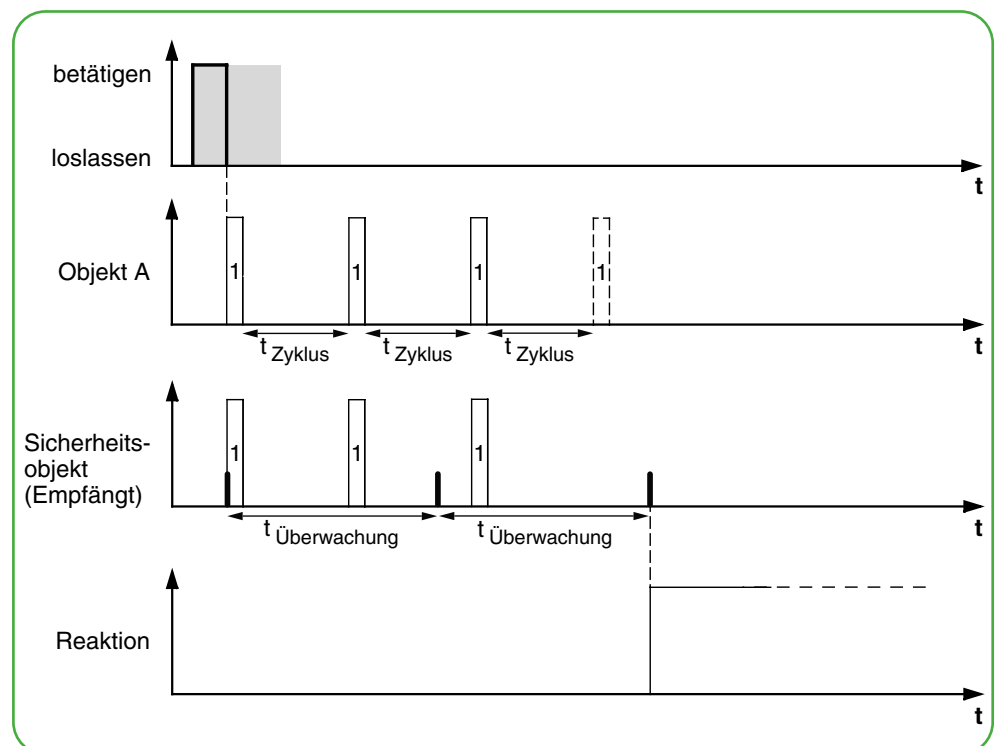 betätigen
loslassen
t
Objekt A
1 1 1 1
t Zyklus t Zyklus t Zyklus
t
Sicherheits-
objekt
(Empfängt)
1 1 1
t Überwachung t Überwachung
t
Reaktion
t